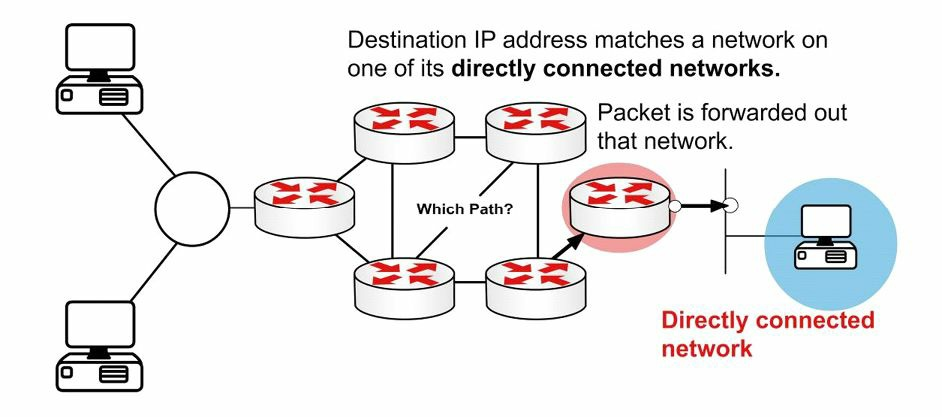 Destination IP address matches a network on
one of its directly connected networks.
Packet is forwarded out
that network.
Which Path?
Directly connected
network